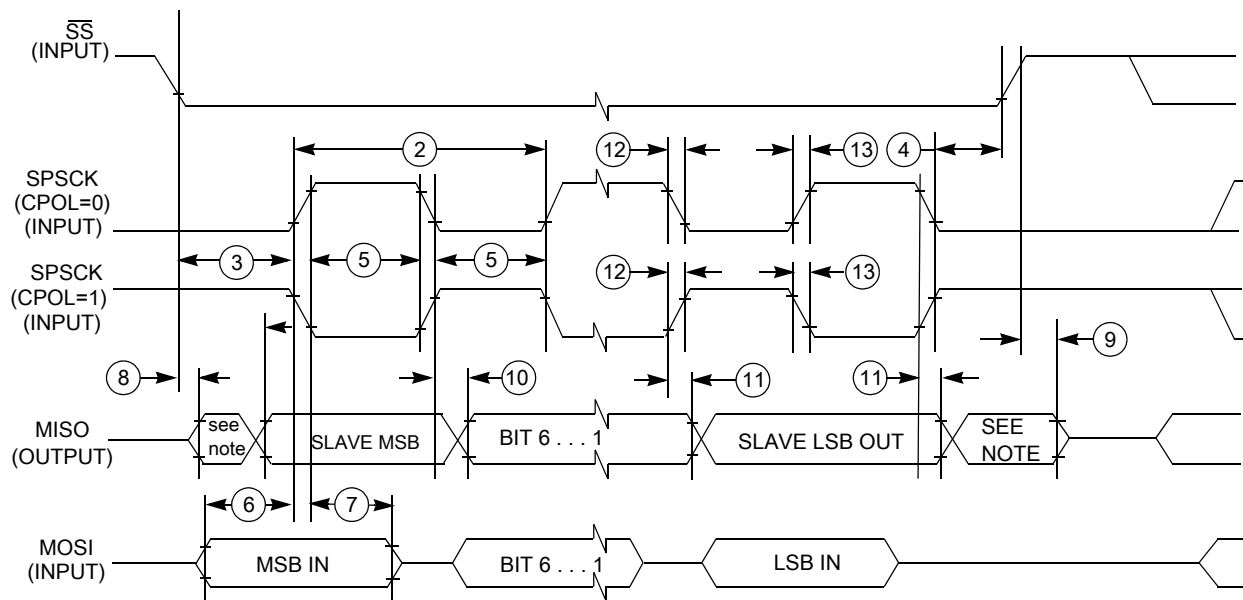 SS
(INPUT)
2
12
13
4
SPSCK
(CPOL=0)
(INPUT)
3
5
5
12
13
SPSCK
(CPOL=1)
(INPUT)
8
10
11
11
9
MISO
(OUTPUT)
see
note
SLAVE MSB
BIT 6 . . . 1
SLAVE LSB OUT
SEE
NOTE
6
7
MOSI
(INPUT)
MSB IN
BIT 6 . . . 1
LSB IN